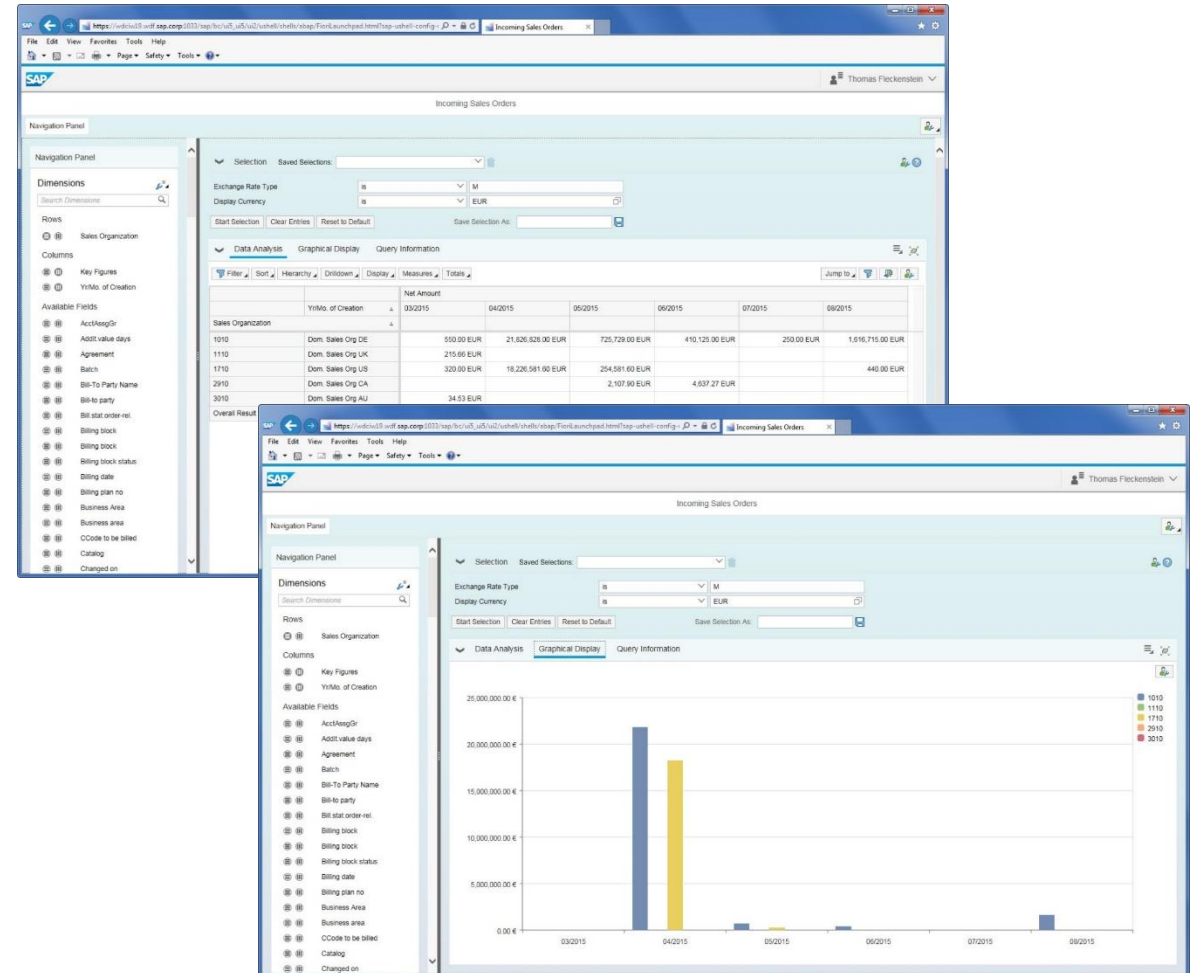 https://wdciwi19.wdf.sap.corp:1033/sap/bc/ui5_ui5/ui2/ushell/shells/abap/FioriLaunchpad.html?sap-ushell-config= Incoming Sales Orders
File Edit View Favorites Tools Help
Page Safety Tools
SAP Thomas Fleckenstein
Incoming Sales Orders
Navigation Panel
Navigation Panel
Selection Saved Selections:
Dimensions
Search Dimensions
Exchange Rate Type is M
Display Currency is EUR
Rows
Start Selection Clear Entries Reset to Default Save Selection As:
Sales Organization
Columns
Data Analysis Graphical Display Query Information
Key Figures
Filter Sort Hierarchy Drilldown Display Measures Totals Jump to
Yr/Mo. of Creation
Net Amount
Available Fields
Yr/Mo. of Creation 03/2015 04/2015 05/2015 06/2015 07/2015 08/2015
AcctAssgGr
Sales Organization
Addit.value days
1010 Dom. Sales Org DE 550.00 EUR 21,826,826.00 EUR 725,729.00 EUR 410,125.00 EUR 250.00 EUR 1,616,715.00 EUR
Agreement
1110 Dom. Sales Org UK 215.66 EUR
Batch
1710 Dom. Sales Org US 320.00 EUR 18,226,581.60 EUR 254,581.60 EUR 440.00 EUR
Bill-To Party Name
2910 Dom. Sales Org CA 2,107.90 EUR 4,637.27 EUR
Bill-to party
3010 Dom. Sales Org AU 34.53 EUR
Bill.stat.order-rel.
Overall Result
Billing block
Billing block
Billing block status
Billing date
Billing plan no
Business Area
Business area
CCode to be billed
Catalog
Changed on
https://wdciwi19.wdf.sap.corp:1033/sap/bc/ui5_ui5/ui2/ushell/shells/abap/FioriLaunchpad.html?sap-ushell-config= Incoming Sales Orders
File Edit View Favorites Tools Help
Page Safety Tools
SAP Thomas Fleckenstein
Incoming Sales Orders
Navigation Panel
Navigation Panel
Selection Saved Selections:
Dimensions
Search Dimensions
Exchange Rate Type is M
Display Currency is EUR
Rows
Start Selection Clear Entries Reset to Default Save Selection As:
Sales Organization
Columns
Data Analysis Graphical Display Query Information
Key Figures
Yr/Mo. of Creation
Available Fields
AcctAssgGr
Addit.value days
Agreement
Batch
Bill-To Party Name
Bill-to party
Bill.stat.order-rel.
Billing block
Billing block
Billing block status
Billing date
Billing plan no
Business Area
Business area
CCode to be billed
Catalog
Changed on
25,000,000.00 €
20,000,000.00 €
15,000,000.00 €
10,000,000.00 €
5,000,000.00 €
0.00 €
03/2015 04/2015 05/2015 06/2015 07/2015 08/2015
1010
1110
1710
2910
3010